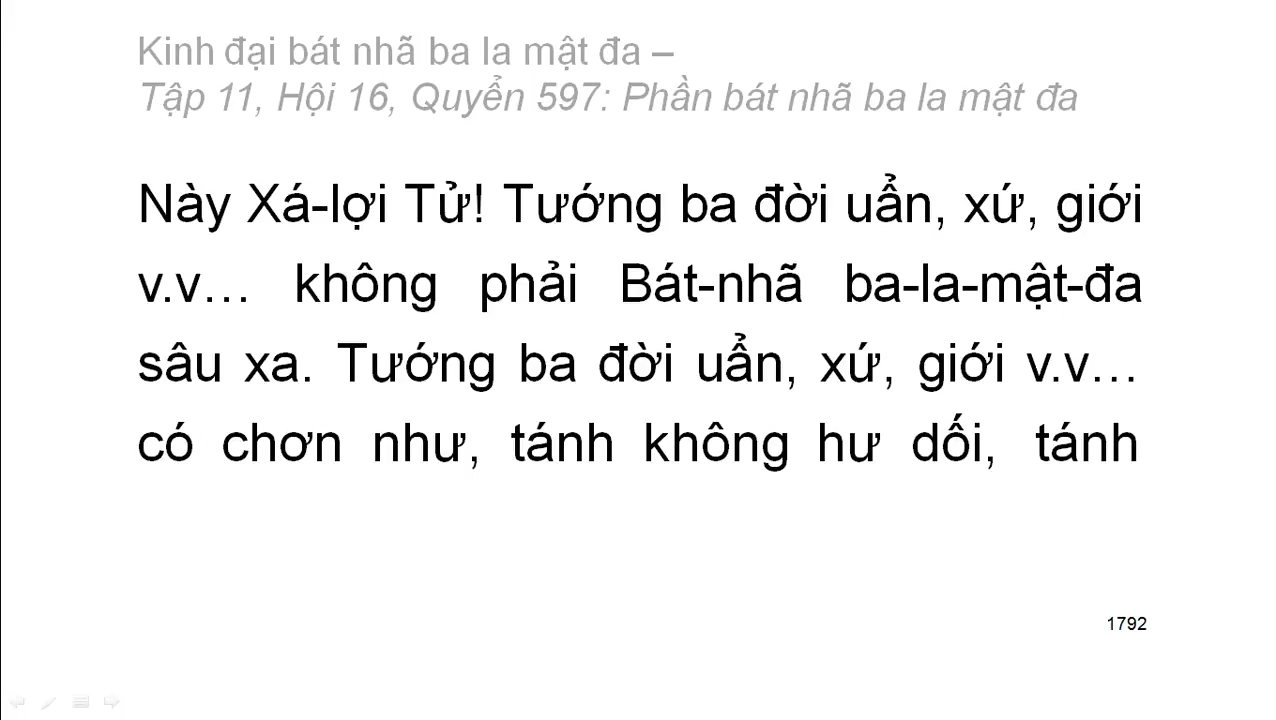 Kinh đại bát nhã ba la mật đa –
Tập 11, Hội 16, Quyển 597: Phần bát nhã ba la mật đa
Này Xá-lợi Tử! Tướng ba đời uẩn, xứ, giới
v.v… không phải Bát-nhã ba-la-mật-đa
sâu xa. Tướng ba đời uẩn, xứ, giới v.v…
có chơn như, tánh không hư dối, tánh
1792